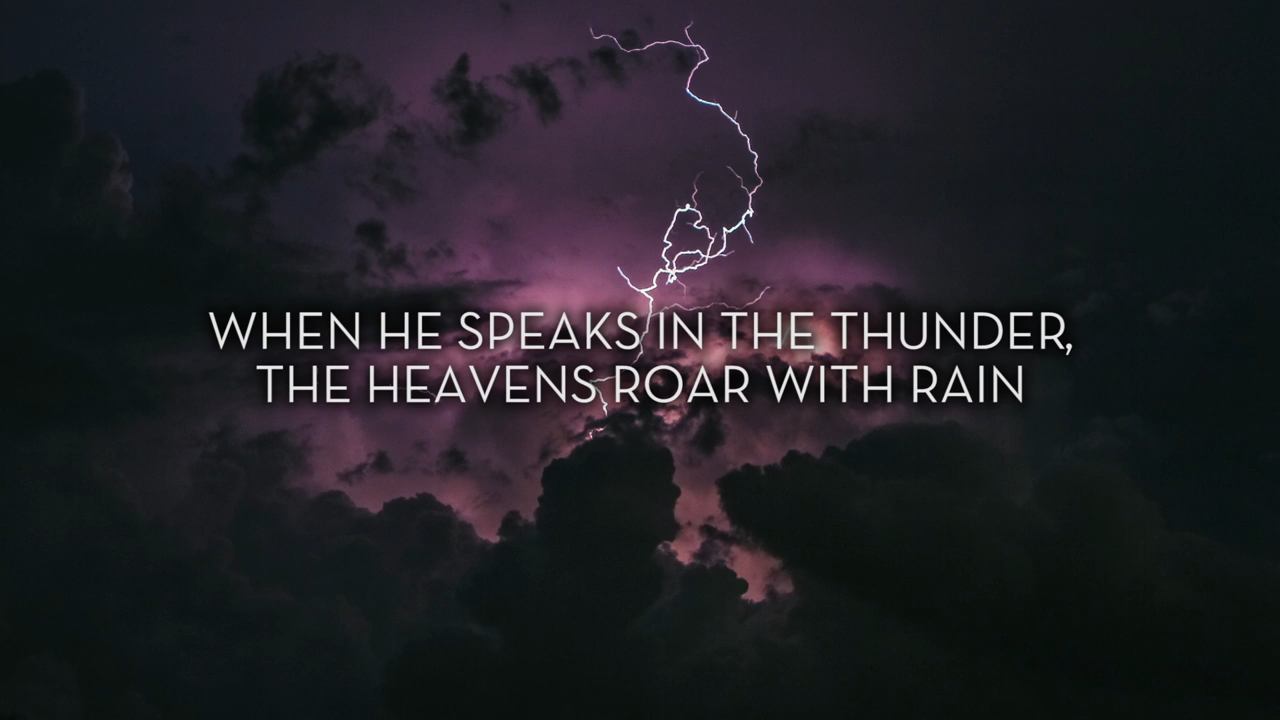 WHEN HE SPEAKS IN THE THUNDER,
THE HEAVENS ROAR WITH RAIN